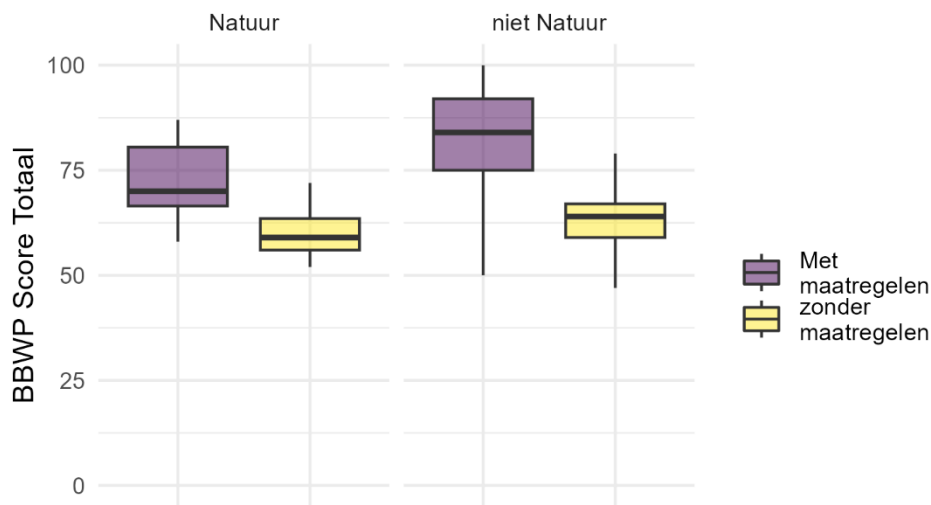 Natuur
niet Natuur
BBWP Score Totaal
100
75
50
25
0
Met
maatregelen
zonder
maatregelen